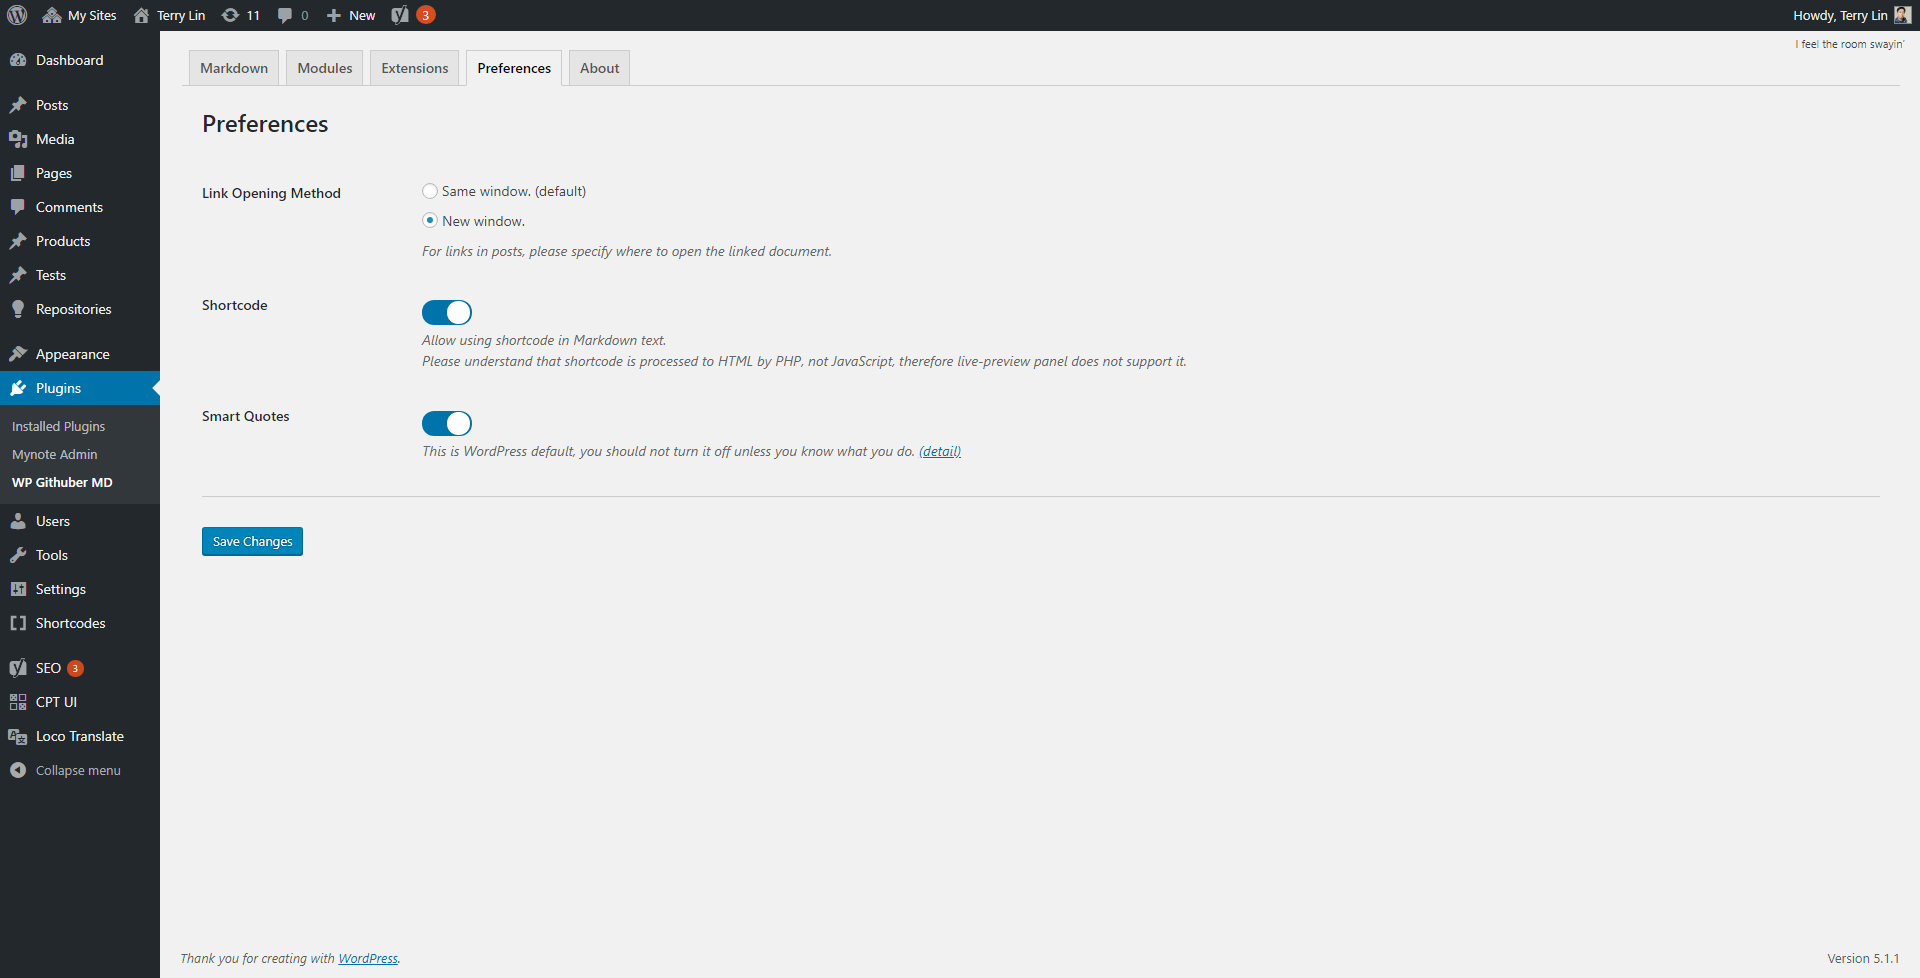 My Sites
Terry Lin
11
0
New
3
Howdy, Terry Lin
I feel the room swayin'
Dashboard
Posts
Media
Pages
Comments
Products
Tests
Repositories
Appearance
Plugins
Installed Plugins
Mynote Admin
WP Githuber MD
Users
Tools
Settings
Shortcodes
SEO 3
CPT UI
Loco Translate
Collapse menu
Markdown
Modules
Extensions
Preferences
About
Preferences
Link Opening Method
Same window. (default)
New window.
For links in posts, please specify where to open the linked document.
Shortcode
Allow using shortcode in Markdown text.
Please understand that shortcode is processed to HTML by PHP, not JavaScript, therefore live-preview panel does not support it.
Smart Quotes
This is WordPress default, you should not turn it off unless you know what you do. (detail)
Save Changes
Thank you for creating with WordPress.
Version 5.1.1